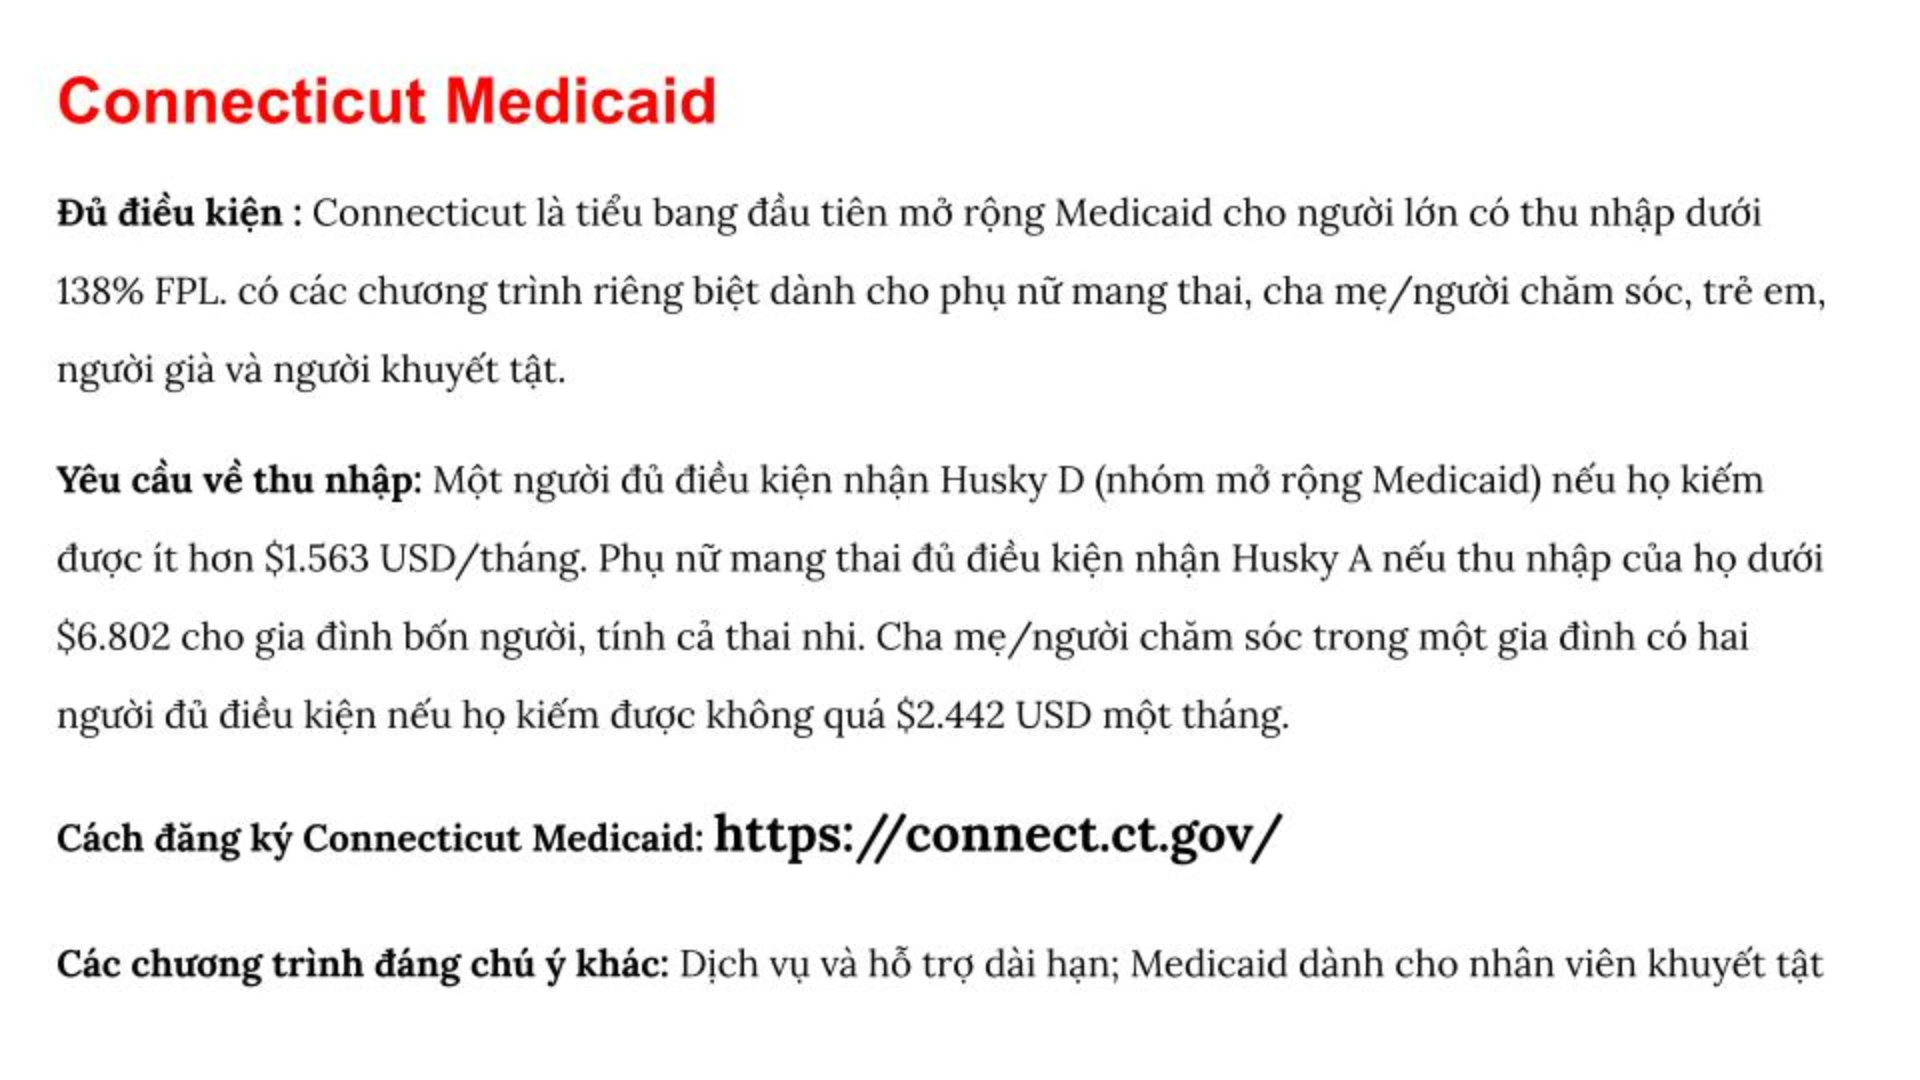 Connecticut Medicaid
Đủ điều kiện : Connecticut là tiểu bang đầu tiên mở rộng Medicaid cho người lớn có thu nhập dưới
138% FPL. có các chương trình riêng biệt dành cho phụ nữ mang thai, cha mẹ/người chăm sóc, trẻ em,
người già và người khuyết tật.
Yêu cầu về thu nhập: Một người đủ điều kiện nhận Husky D (nhóm mở rộng Medicaid) nếu họ kiếm
được ít hơn $1.563 USD/tháng. Phụ nữ mang thai đủ điều kiện nhận Husky A nếu thu nhập của họ dưới
$6.802 cho gia đình bốn người, tính cả thai nhi. Cha mẹ/người chăm sóc trong một gia đình có hai
người đủ điều kiện nếu họ kiếm được không quá $2.442 USD một tháng.
Cách đăng ký Connecticut Medicaid: https://connect.ct.gov/
Các chương trình đáng chú ý khác: Dịch vụ và hỗ trợ dài hạn; Medicaid dành cho nhân viên khuyết tật